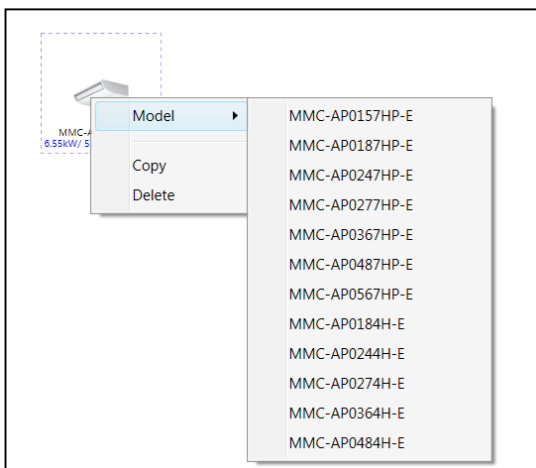 MMC-A
6.55kW/ 5
Model
Copy
Delete
MMC-AP0157HP-E
MMC-AP0187HP-E
MMC-AP0247HP-E
MMC-AP0277HP-E
MMC-AP0367HP-E
MMC-AP0487HP-E
MMC-AP0567HP-E
MMC-AP0184H-E
MMC-AP0244H-E
MMC-AP0274H-E
MMC-AP0364H-E
MMC-AP0484H-E